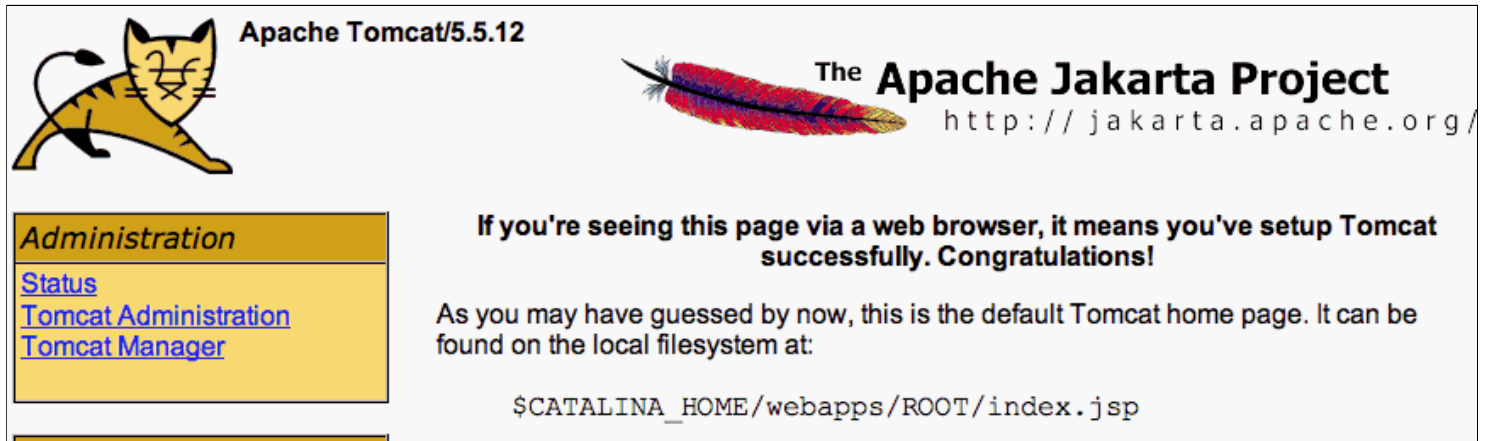 Apache Tomcat/5.5.12
The Apache Jakarta Project
http://jakarta.apache.org/
Administration
Status
Tomcat Administration
Tomcat Manager
If you're seeing this page via a web browser, it means you've setup Tomcat
successfully. Congratulations!
As you may have guessed by now, this is the default Tomcat home page. It can be
found on the local filesystem at:
$CATALINA_HOME/webapps/ROOT/index.jsp